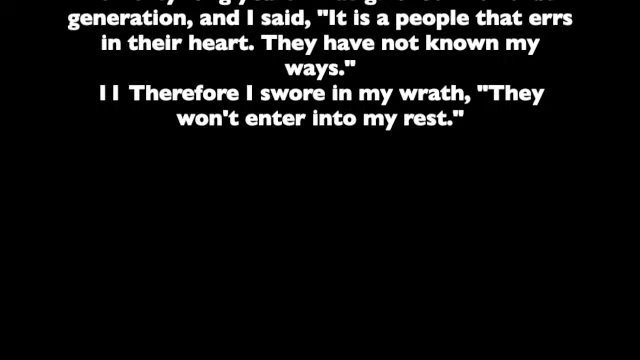 generation, and I said, "It is a people that errs
in their heart. They have not known my
ways."
11 Therefore I swore in my wrath, "They
won't enter into my rest."